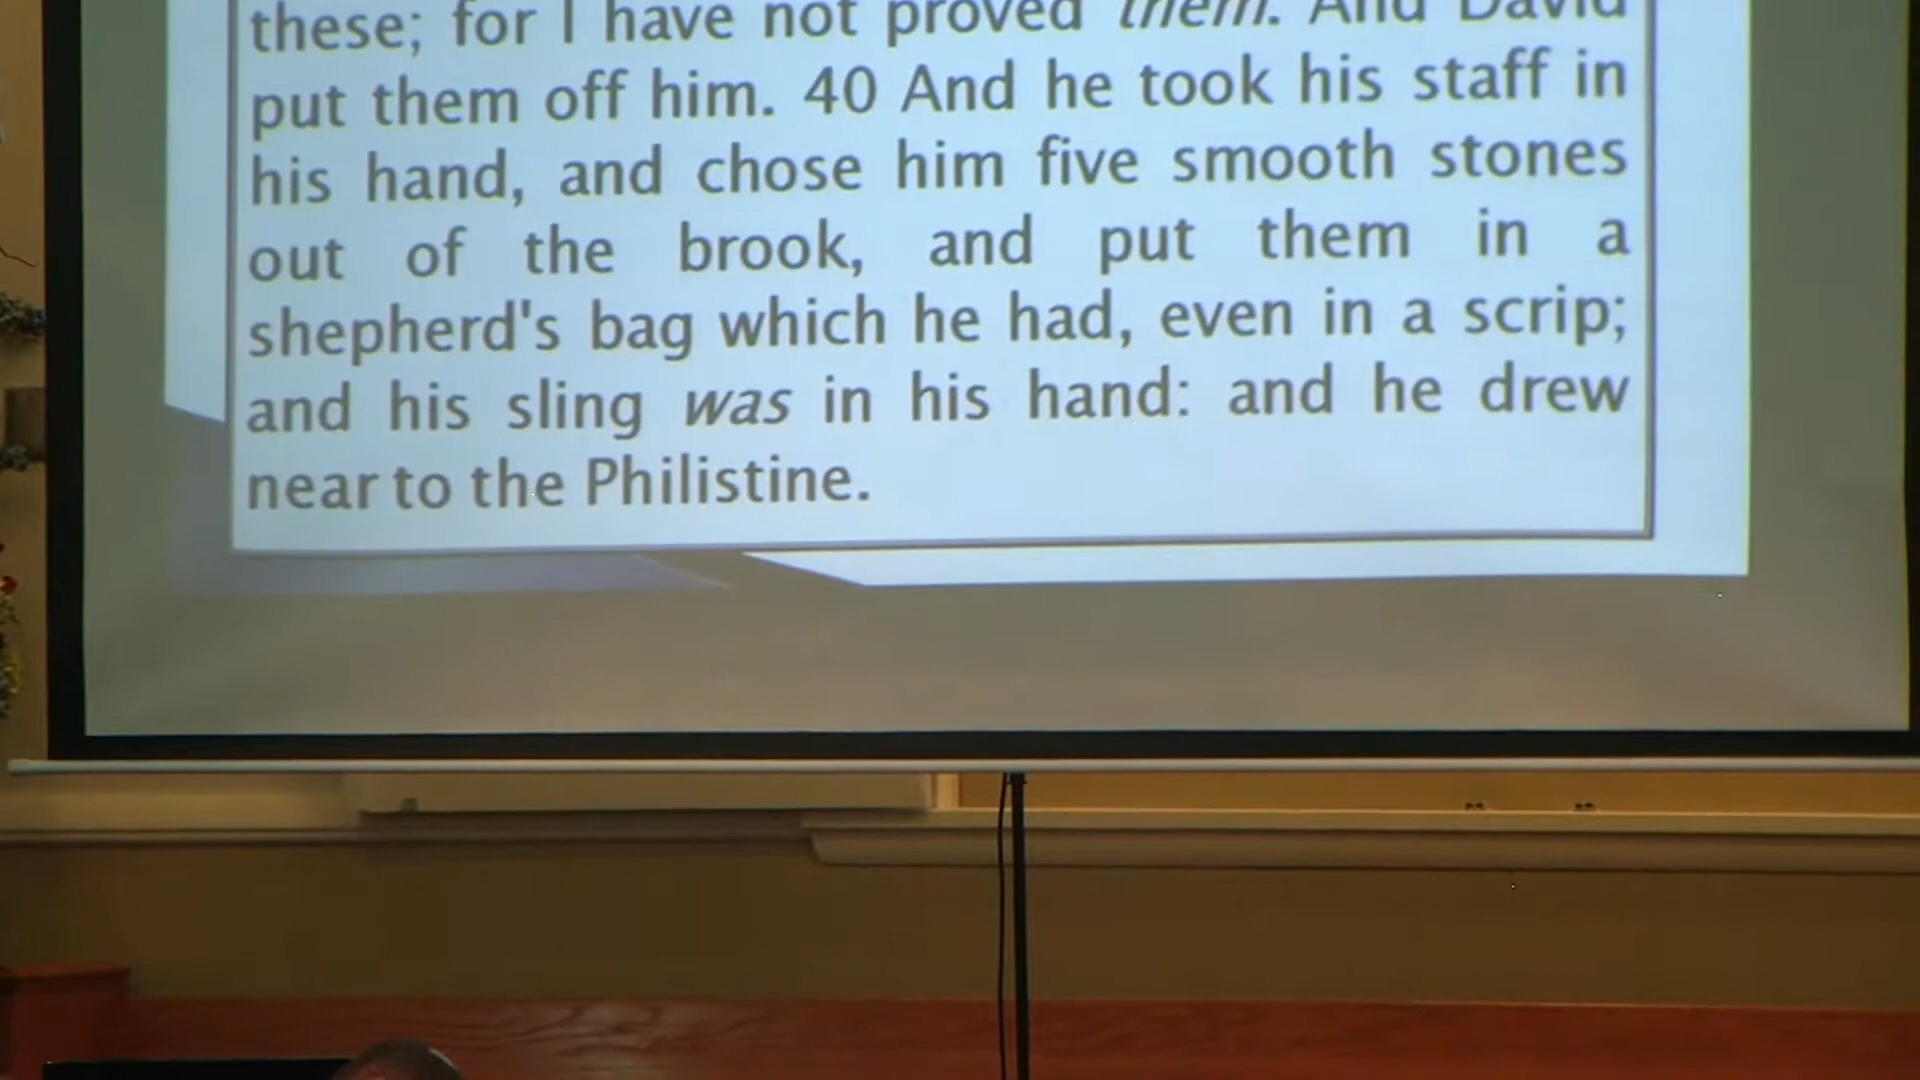 these; for I have not proved them. And David
put them off him. 40 And he took his staff in
his hand, and chose him five smooth stones
out of the brook, and put them in a
shepherd's bag which he had, even in a scrip;
and his sling was in his hand: and he drew
near to the Philistine.